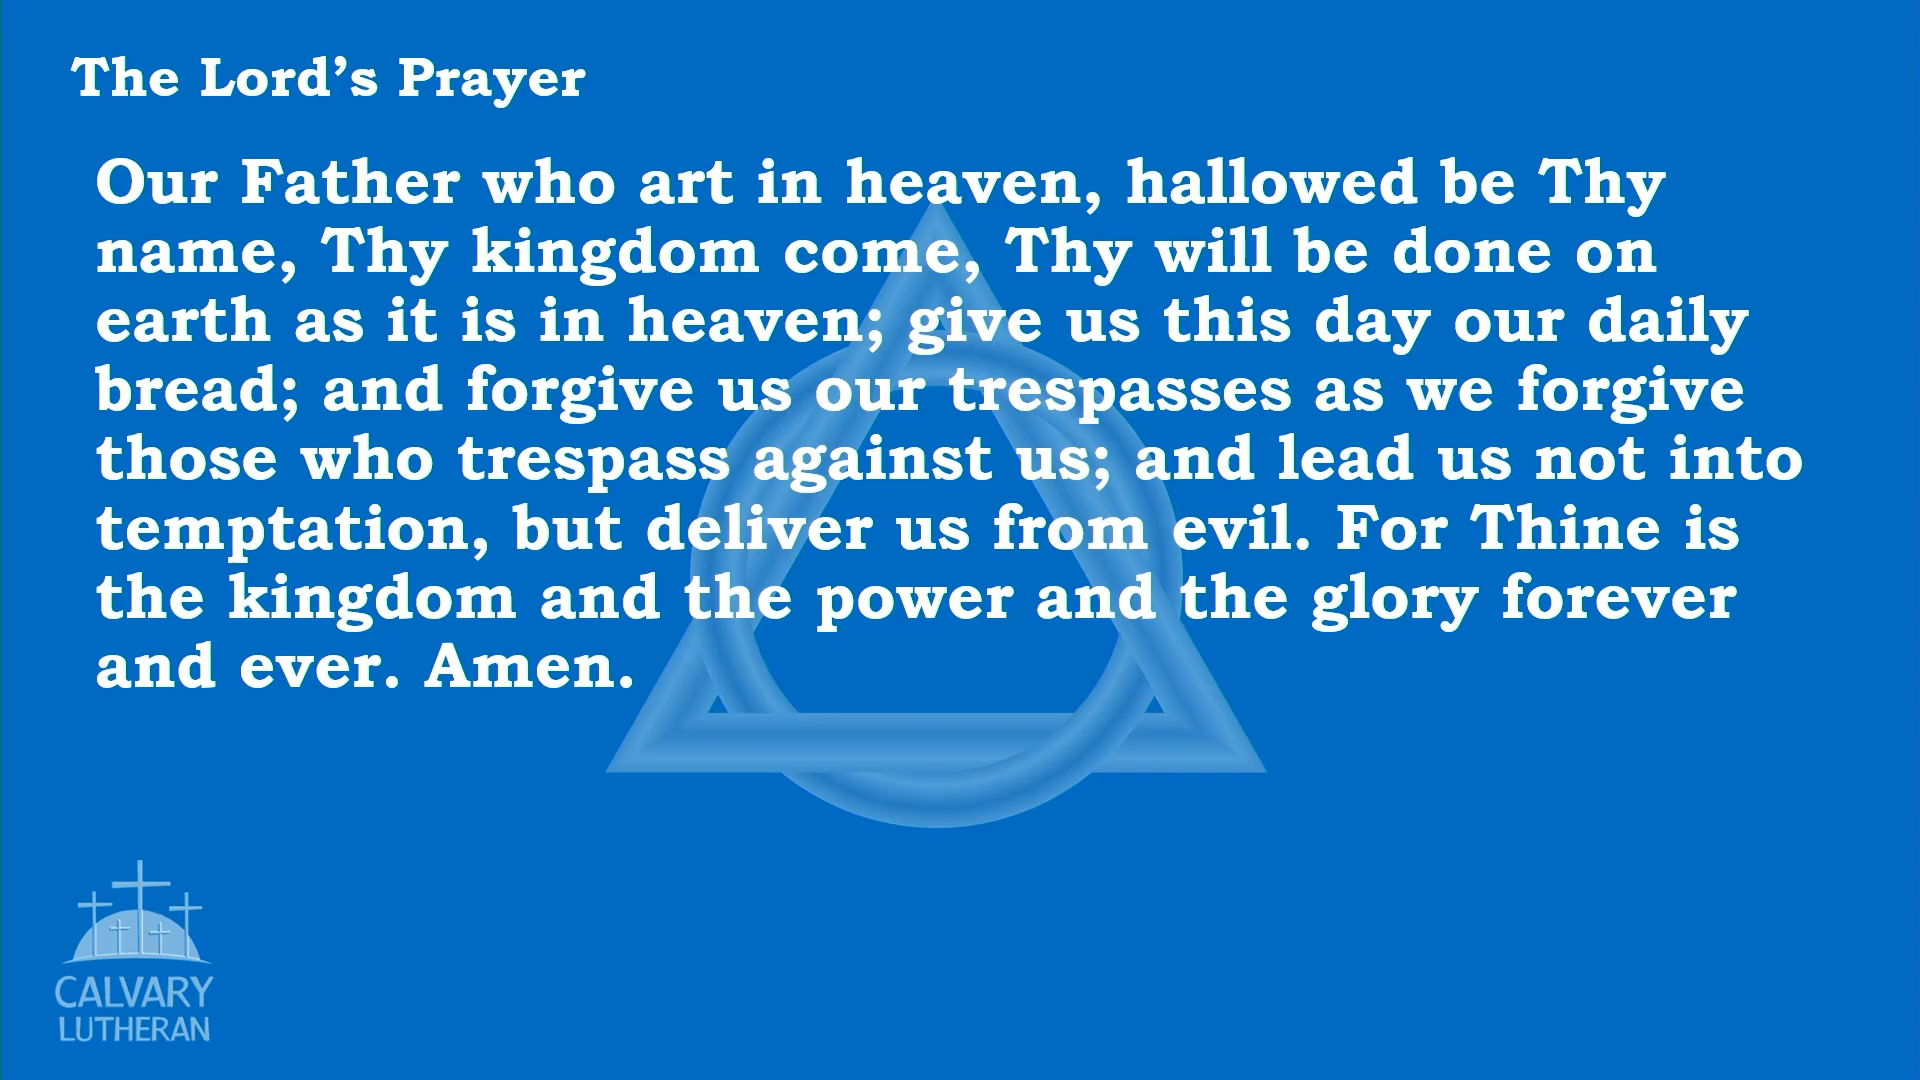 The Lord’s Prayer
Our Father who art in heaven, hallowed be Thy
name, Thy kingdom come, Thy will be done on
earth as it is in heaven; give us this day our daily
bread; and forgive us our trespasses as we forgive
those who trespass against us; and lead us not into
temptation, but deliver us from evil. For Thine is
the kingdom and the power and the glory forever
and ever. Amen.
CALVARY
LUTHERAN